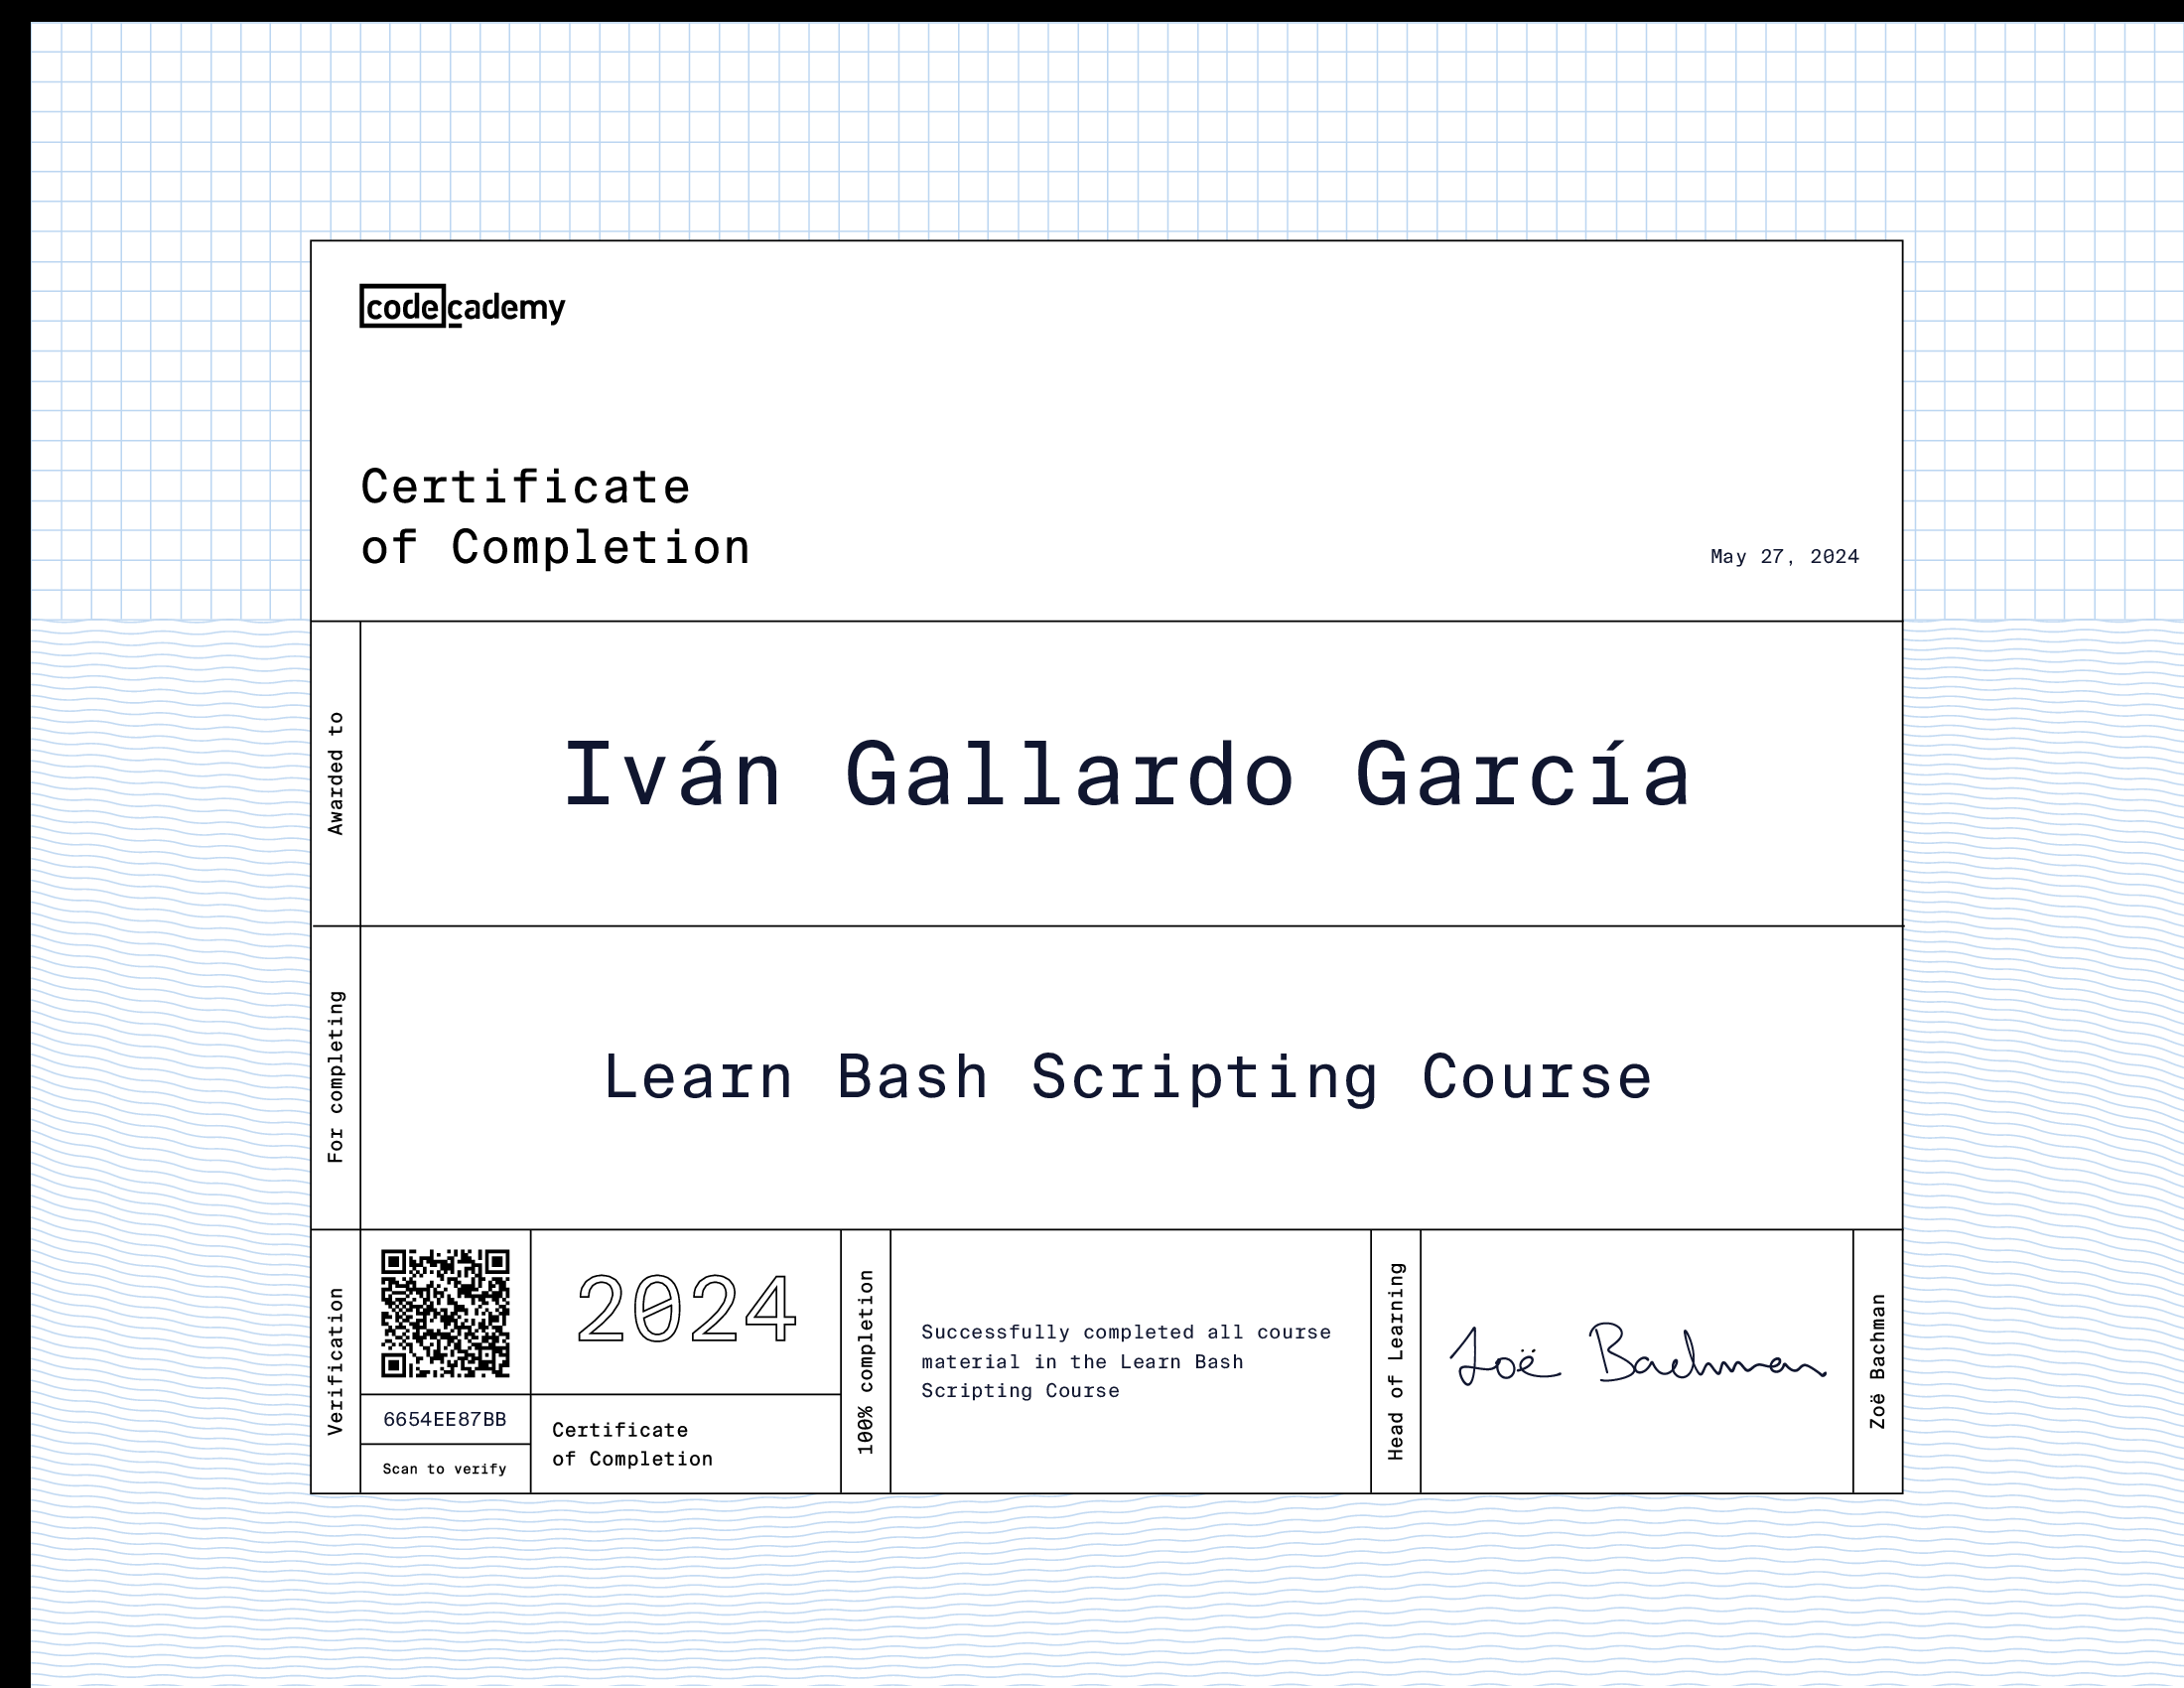 codecademy
Certificate
of Completion
May 27, 2024
Awarded to
Iván Gallardo García
For completing
Learn Bash Scripting Course
Verification
6654EE87BB
Scan to verify
2024
Certificate
of Completion
100% completion
Successfully completed all course
material in the Learn Bash
Scripting Course
Head of Learning
Zoë Bachman
Zoë Bachman